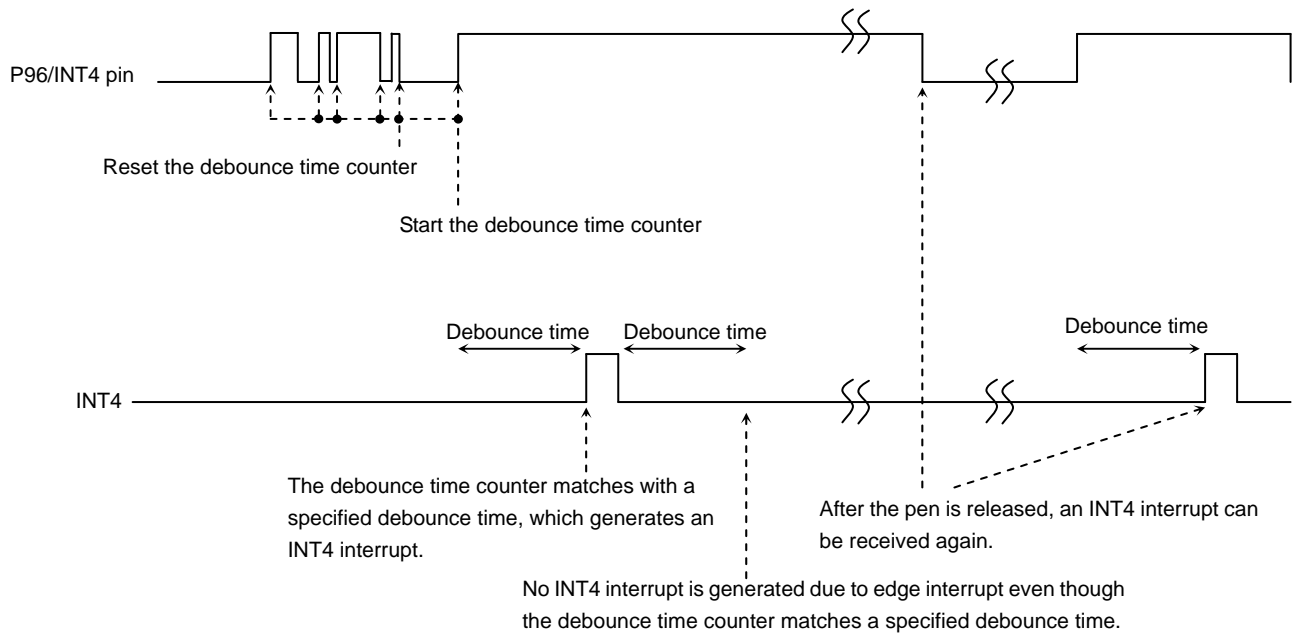 P96/INT4 pin
Reset the debounce time counter
Start the debounce time counter
Debounce time
Debounce time
Debounce time
INT4
The debounce time counter matches with a
specified debounce time, which generates an
INT4 interrupt.
After the pen is released, an INT4 interrupt can
be received again.
No INT4 interrupt is generated due to edge interrupt even though
the debounce time counter matches a specified debounce time.